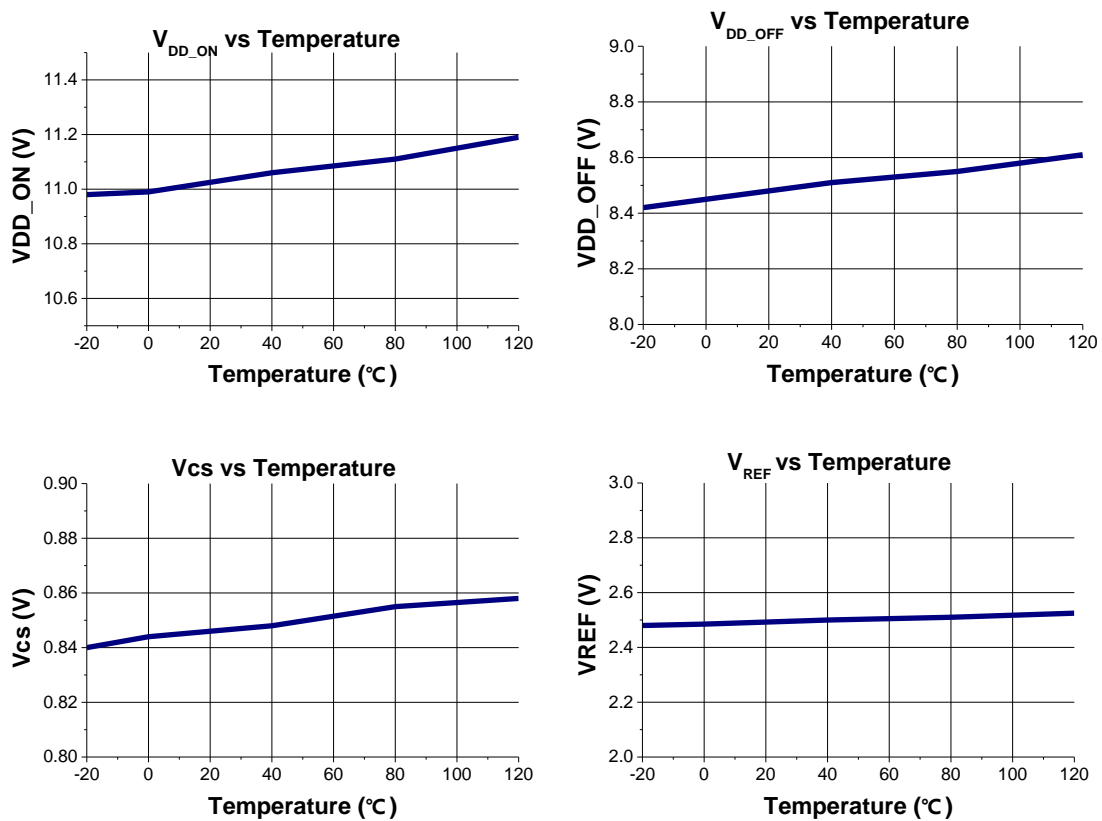 V_DD_ON vs Temperature
11.4
11.2
11.0
10.8
10.6
VDD_ON (V)
-20 0 20 40 60 80 100 120
Temperature (℃)
V_DD_OFF vs Temperature
9.0
8.8
8.6
8.4
8.2
8.0
VDD_OFF (V)
-20 0 20 40 60 80 100 120
Temperature (℃)
Vcs vs Temperature
0.90
0.88
0.86
0.84
0.82
0.80
Vcs (V)
-20 0 20 40 60 80 100 120
Temperature (℃)
V_REF vs Temperature
3.0
2.8
2.6
2.4
2.2
2.0
VREF (V)
-20 0 20 40 60 80 100 120
Temperature (℃)